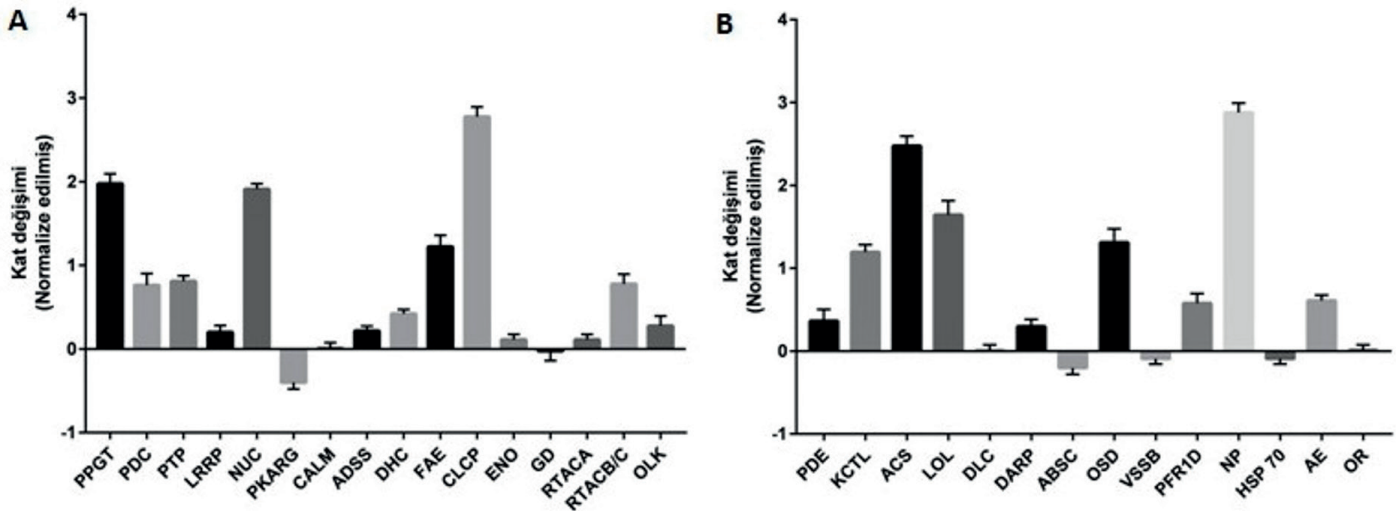 A
Kat değişimi
(Normalize edilmiş)
4
3
2
1
0
-1
PPGT
PDC
PTP
LRRP
NUC
PKARG
CALM
ADSS
DHC
FAE
CLCP
ENO
GD
RTACA
RTACB/C
OLK
B
Kat değişimi
(Normalize edilmiş)
4
3
2
1
0
-1
PDE
KCTL
ACS
LOL
DLC
DARP
ABSC
OSD
VSSB
PFR1D
NP
HSP 70
AE
OR